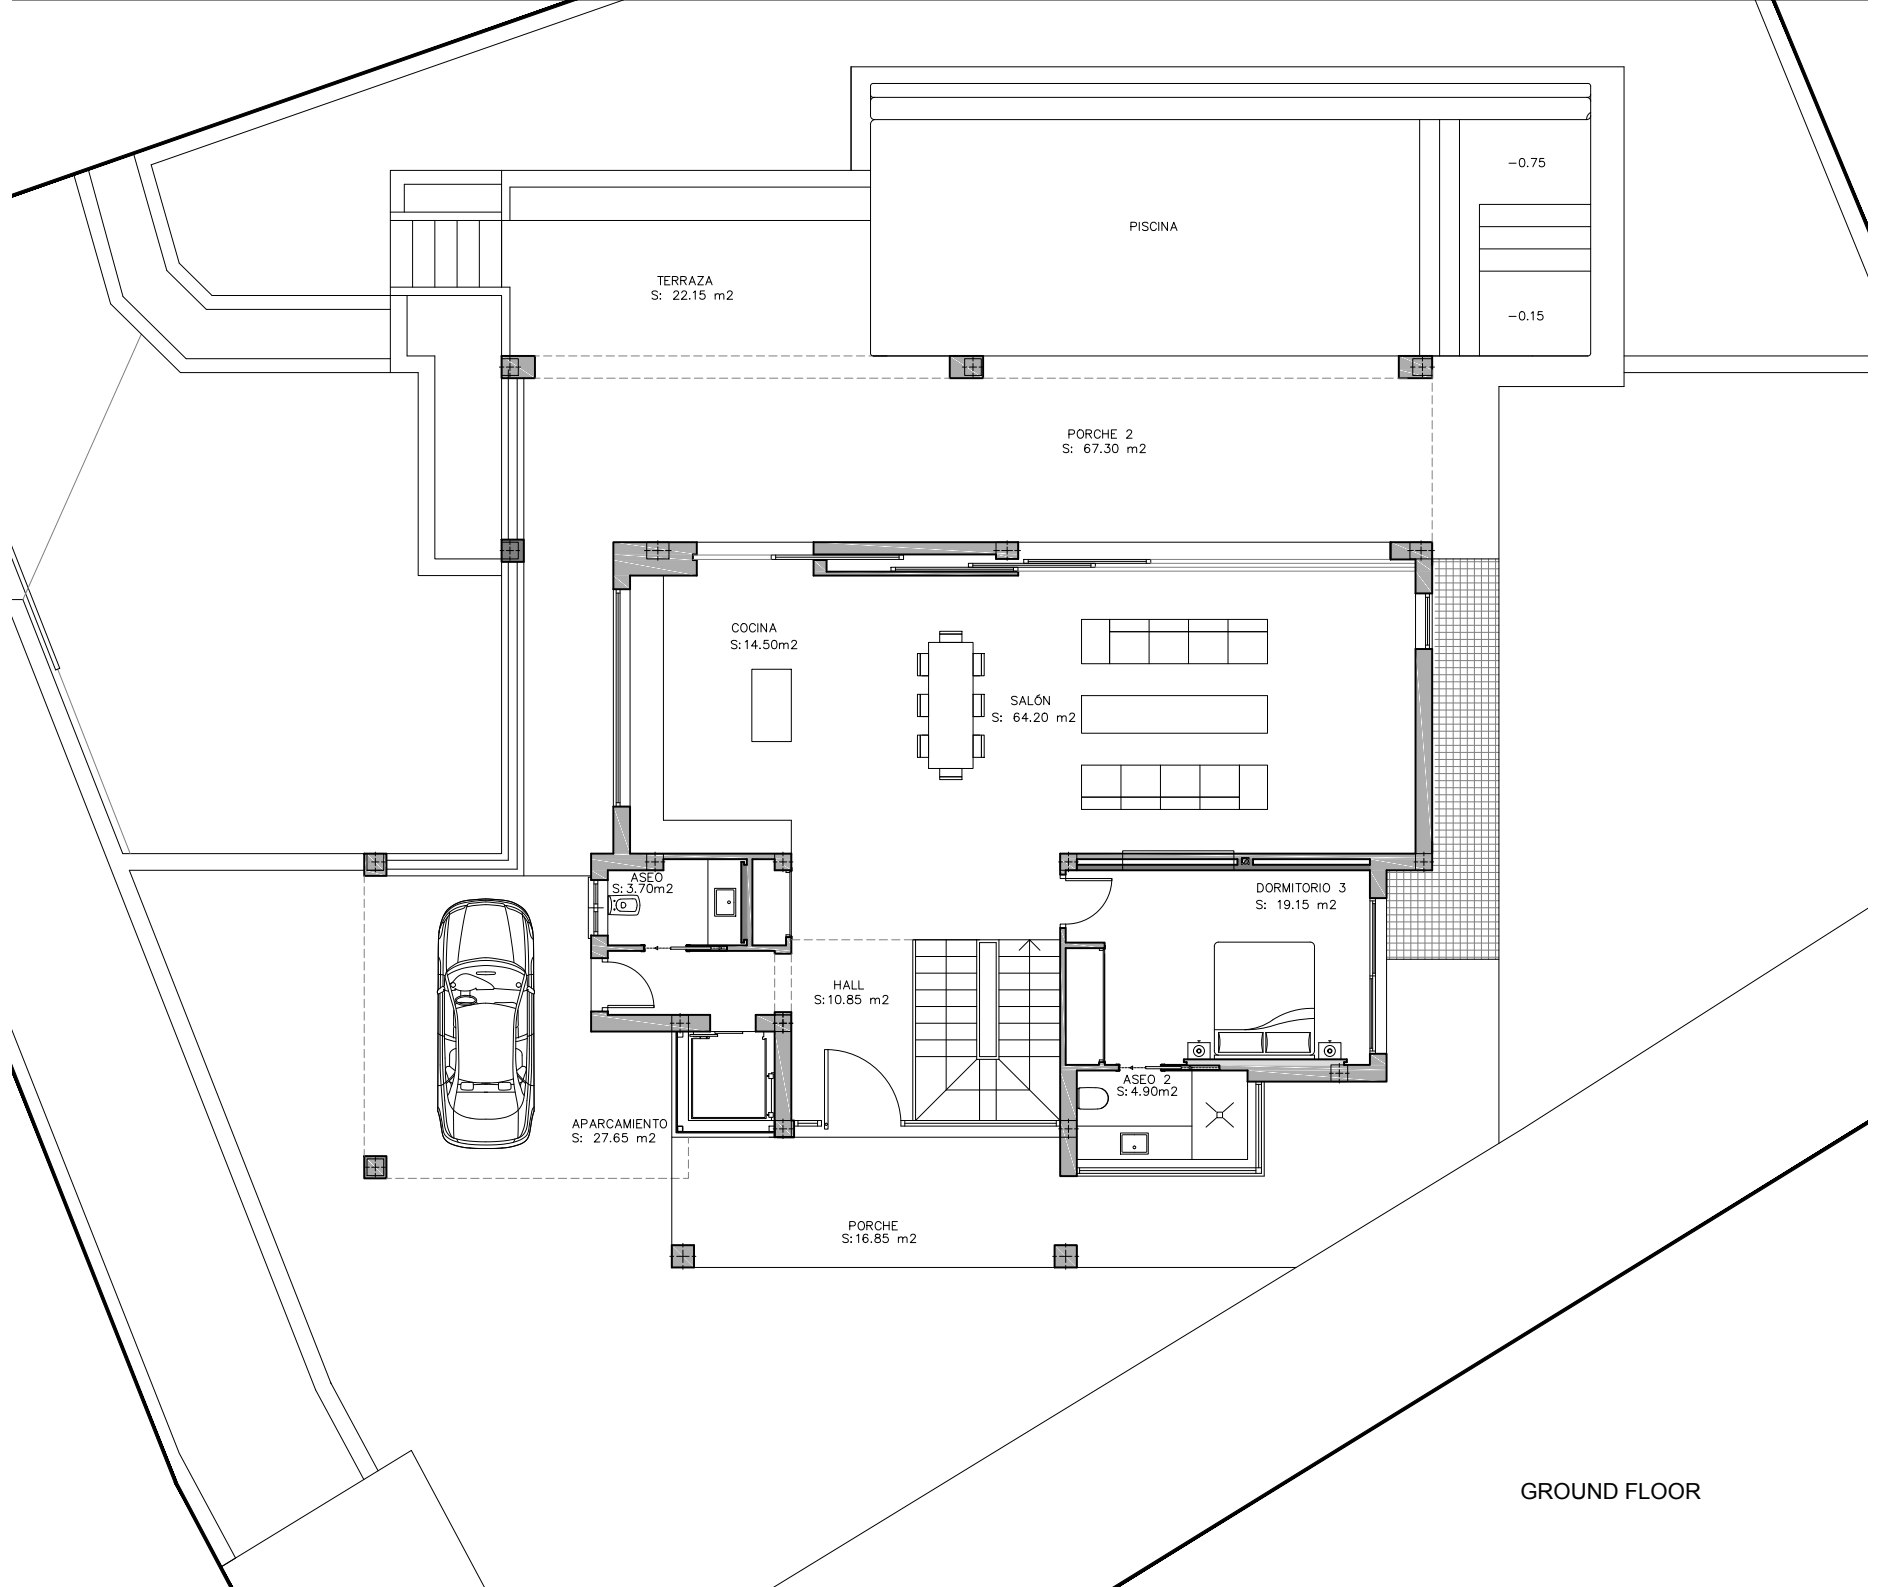 −0.75
PISCINA
TERRAZA
S: 22.15 m2
−0.15
PORCHE 2
S: 67.30 m2
COCINA
S:14.50m2
SALÓN
S: 64.20 m2
ASEO
S:3.70m2
DORMITORIO 3
S: 19.15 m2
HALL
S:10.85 m2
ASEO 2
S:4.90m2
APARCAMIENTO
S: 27.65 m2
PORCHE
S:16.85 m2
GROUND FLOOR